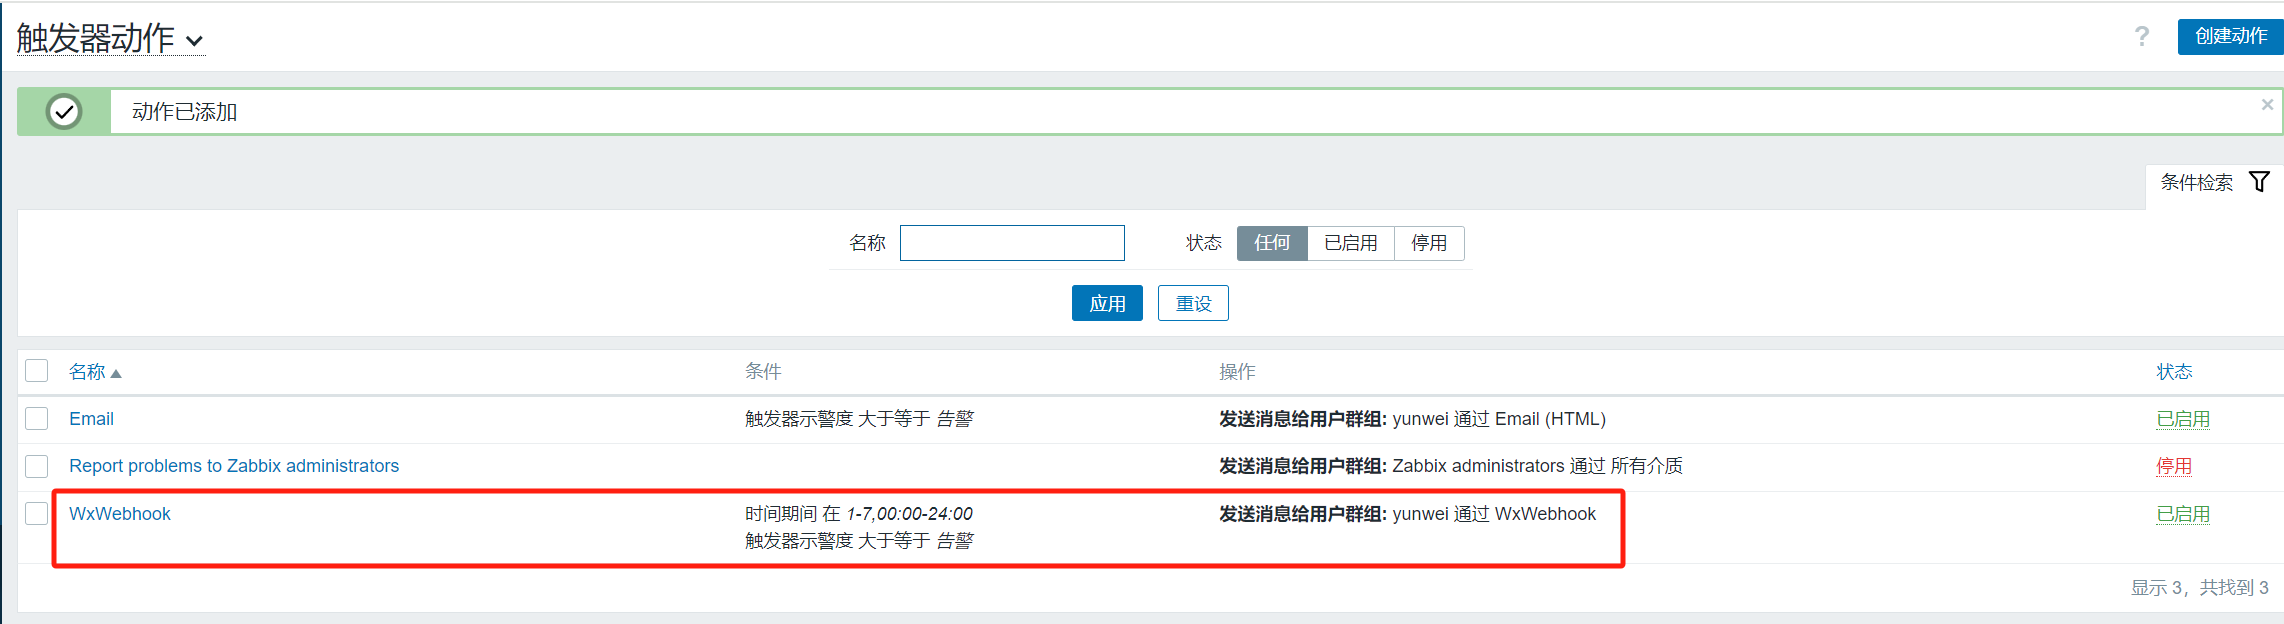 触发器动作
? 创建动作
动作已添加 ×
条件检索
名称 状态 任何 已启用 停用
应用 重设
名称 条件 操作 状态
Email 触发器示警度 大于等于 告警 发送消息给用户群组: yunwei 通过 Email (HTML) 已启用
Report problems to Zabbix administrators 发送消息给用户群组: Zabbix administrators 通过 所有介质 停用
WxWebhook 时间期间 在 1-7,00:00-24:00 发送消息给用户群组: yunwei 通过 WxWebhook 已启用
触发器示警度 大于等于 告警
显示 3，共找到 3